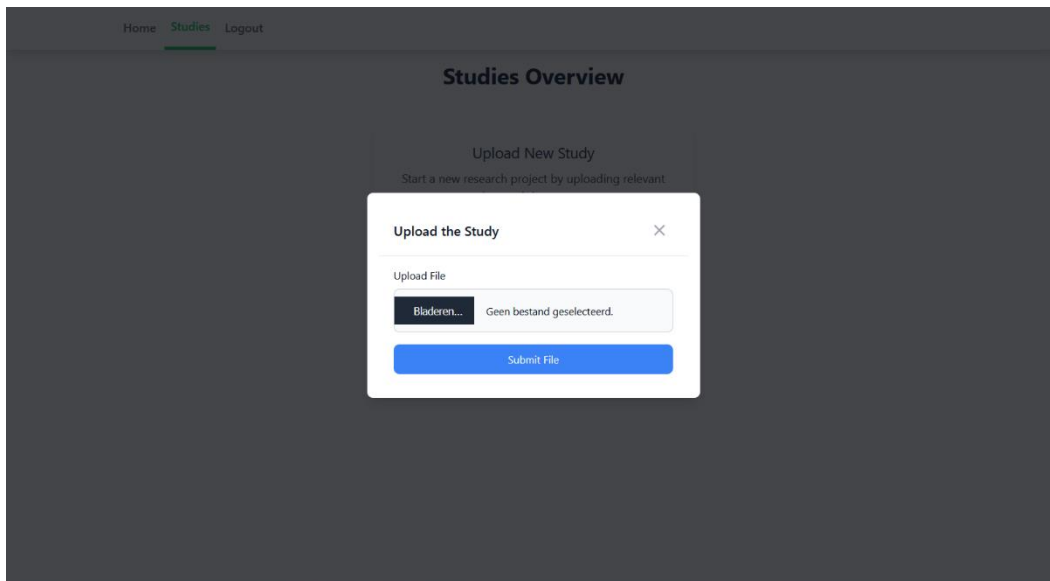 Home Studies Logout
Studies Overview
Upload New Study
Start a new research project by uploading relevant
Upload the Study
Upload File
Bladeren... Geen bestand geselecteerd.
Submit File